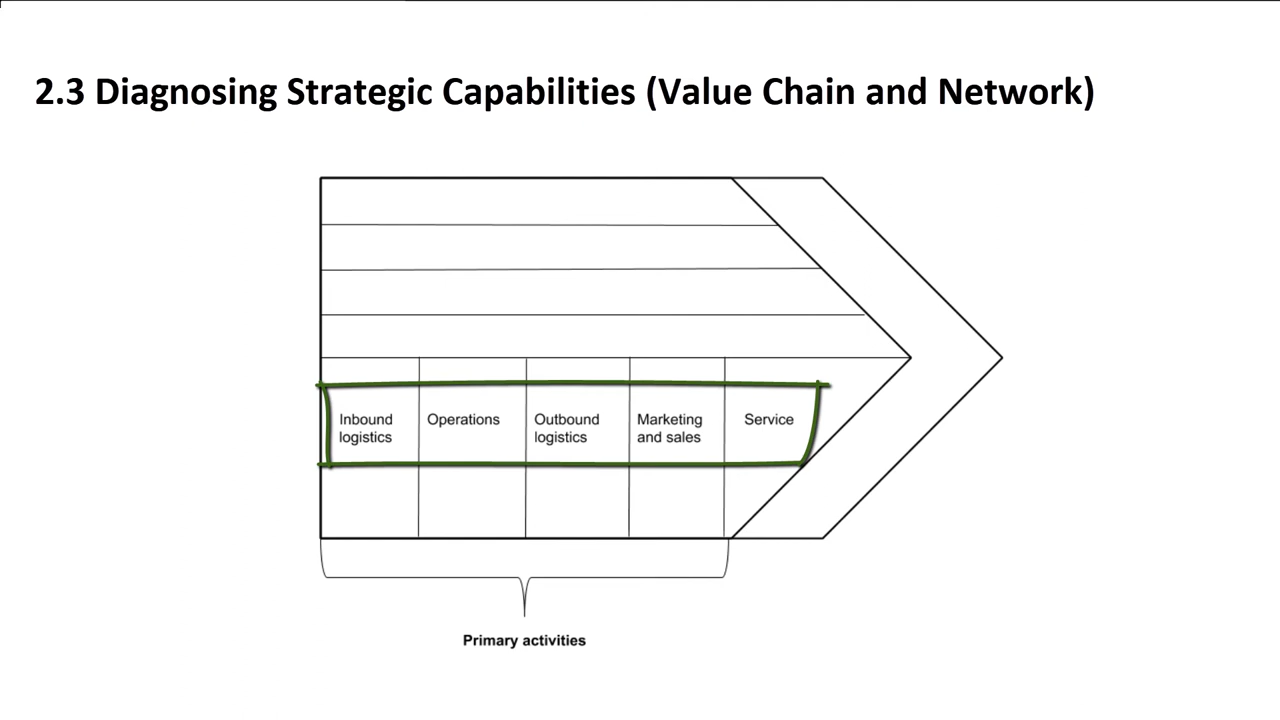 2.3 Diagnosing Strategic Capabilities (Value Chain and Network)
Inbound
logistics
Operations
Outbound
logistics
Marketing
and sales
Service
Primary activities